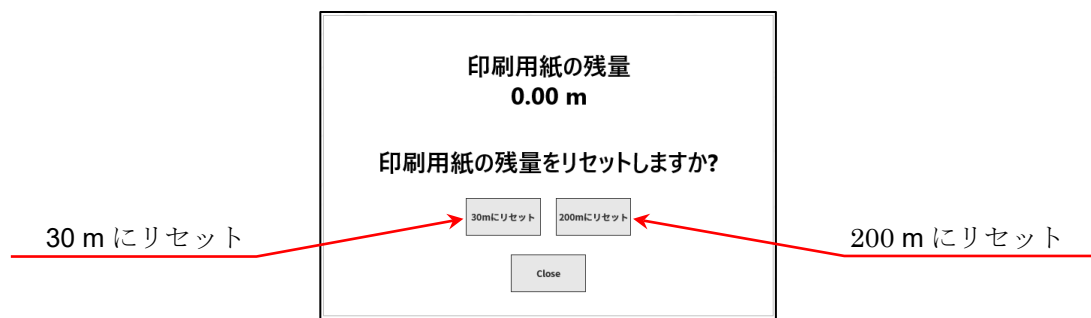 印刷用紙の残量
0.00 m
印刷用紙の残量をリセットしますか?
30mにリセット
200mにリセット
30 m にリセット
200 m にリセット
Close